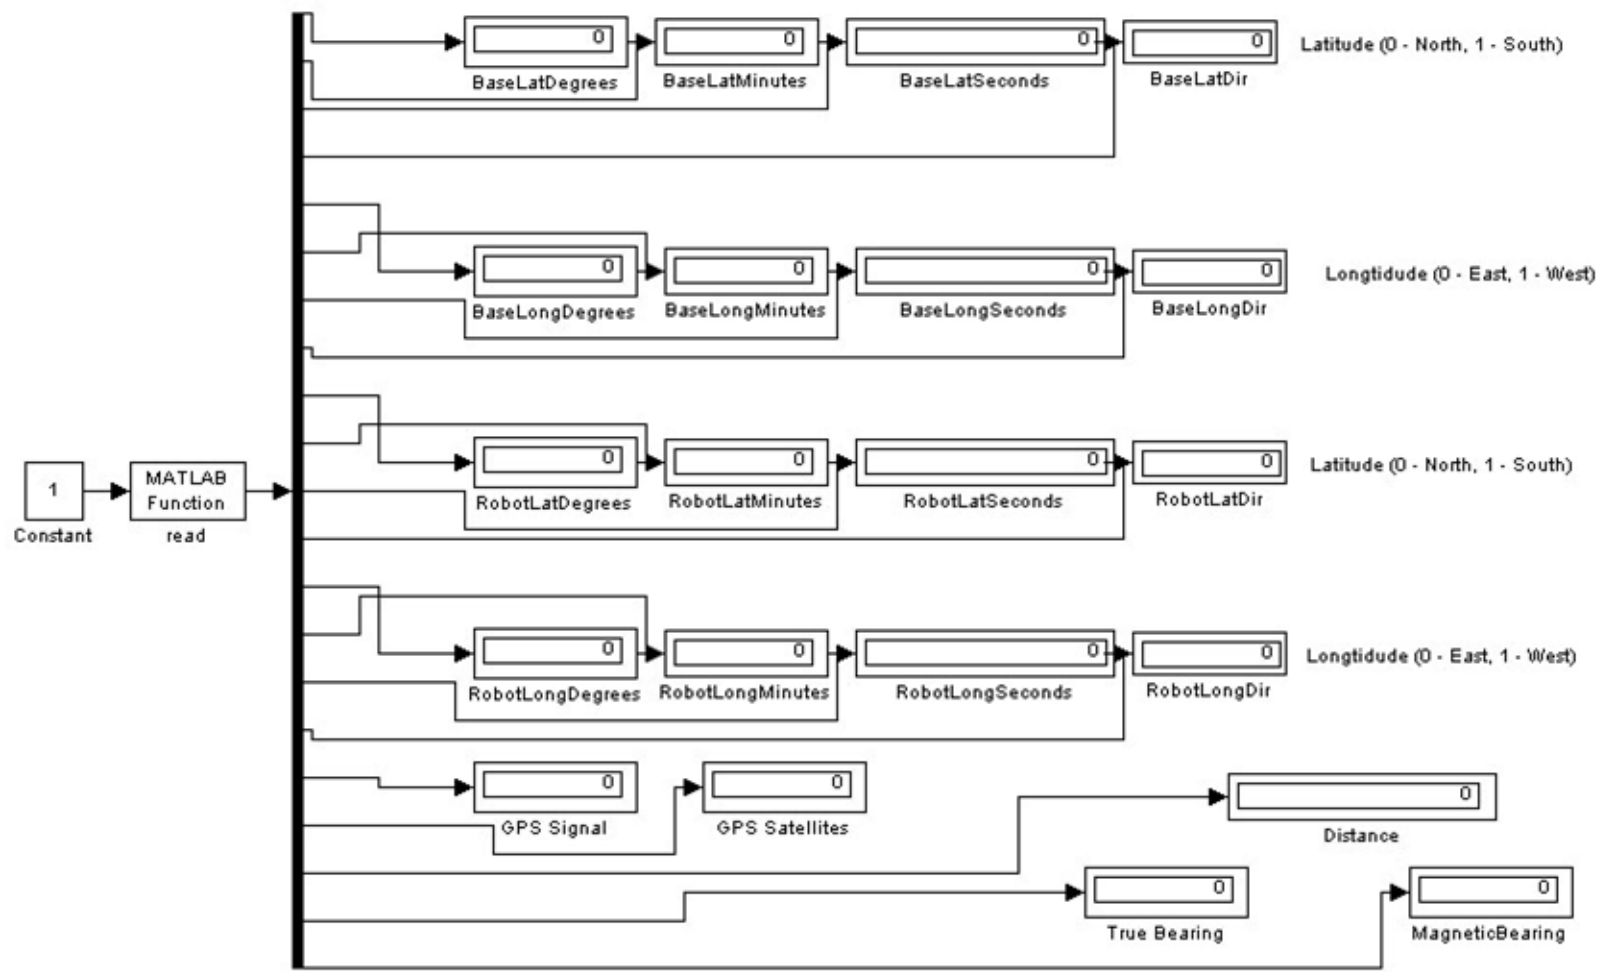 0 0 0 0 Latitude (0 - North, 1 - South)
BaseLatDegrees BaseLatMinutes BaseLatSeconds BaseLatDir
0 0 0 0 Longtidude (0 - East, 1 - West)
BaseLongDegrees BaseLongMinutes BaseLongSeconds BaseLongDir
0 0 0 0 Latitude (0 - North, 1 - South)
RobotLatDegrees RobotLatMinutes RobotLatSeconds RobotLatDir
1 MATLAB
Function
Constant read
0 0 0 0 Longtidude (0 - East, 1 - West)
RobotLongDegrees RobotLongMinutes RobotLongSeconds RobotLongDir
0 0 0
GPS Signal GPS Satellites Distance
0 0
True Bearing MagneticBearing